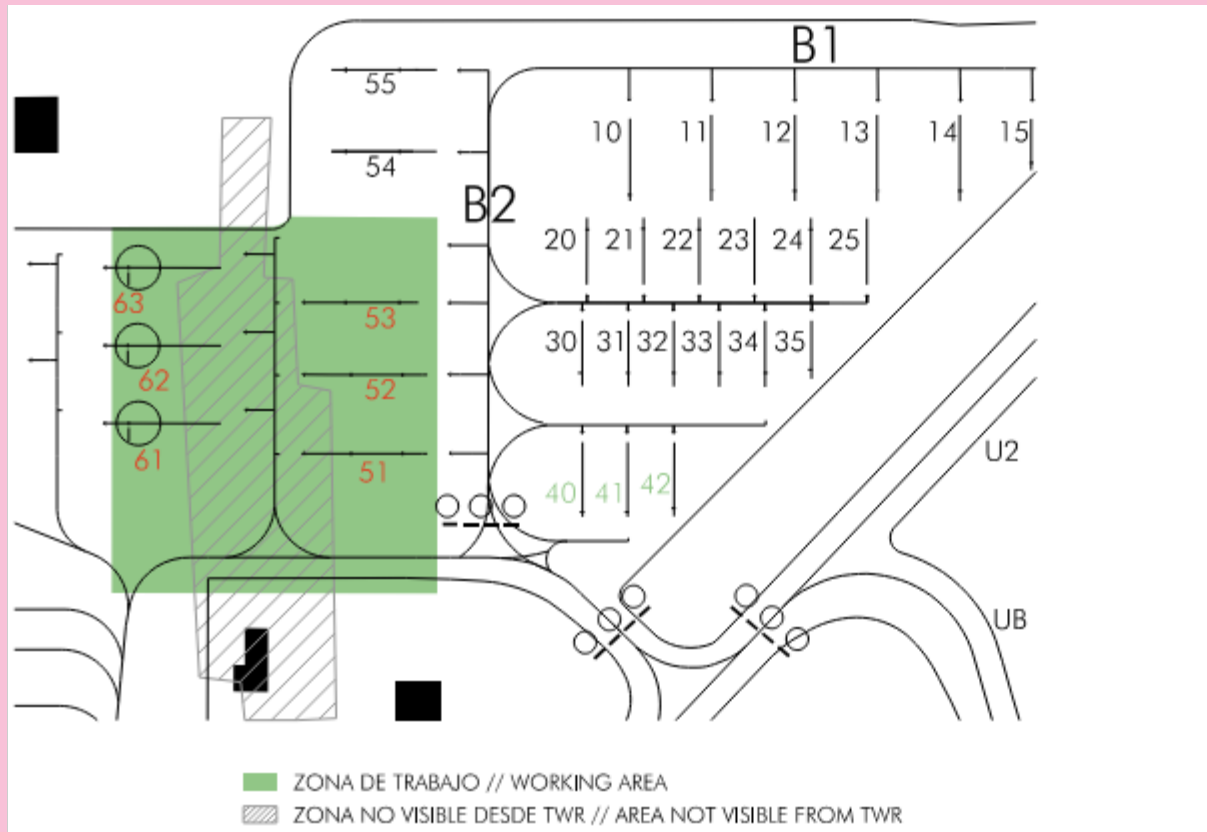 B1
55
10 11 12 13 14 15
54
B2
20 21 22 23 24 25
63
53
30 31 32 33 34 35
62
52
61
51
40 41 42
U2
UB
ZONA DE TRABAJO // WORKING AREA
ZONA NO VISIBLE DESDE TWR // AREA NOT VISIBLE FROM TWR